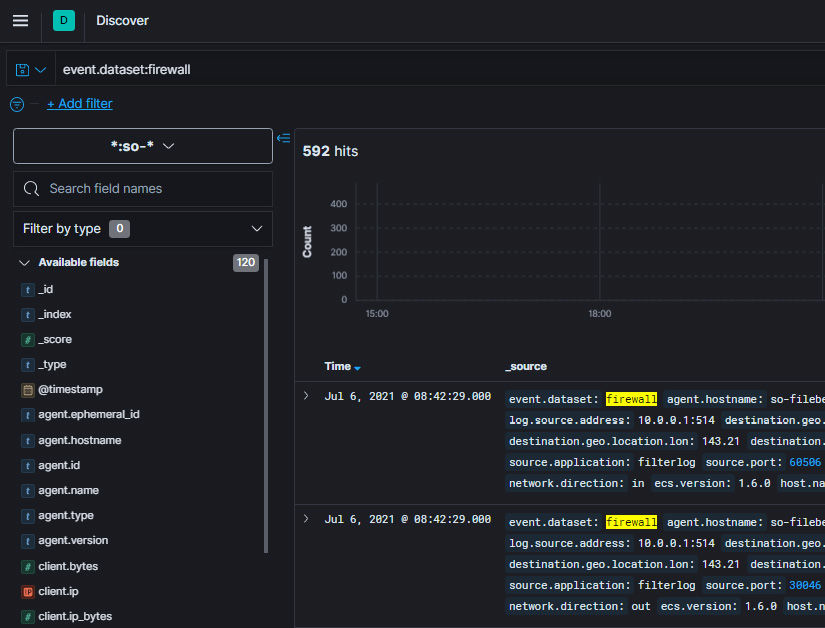 D Discover
event.dataset:firewall
+ Add filter
*:so-*
592 hits
Search field names
Filter by type 0
Available fields 120
t _id
t _index
# _score
t _type
@timestamp
t agent.ephemeral_id
t agent.hostname
t agent.id
t agent.name
t agent.type
t agent.version
# client.bytes
IP client.ip
# client.ip_bytes
Count
400
300
200
100
0
15:00 18:00
Time _source
Jul 6, 2021 @ 08:42:29.000 event.dataset: firewall agent.hostname: so-filebe
log.source.address: 10.0.0.1:514 destination.geo.
destination.geo.location.lon: 143.21 destination.
source.application: filterlog source.port: 60506
network.direction: in ecs.version: 1.6.0 host.na
Jul 6, 2021 @ 08:42:29.000 event.dataset: firewall agent.hostname: so-filebe
log.source.address: 10.0.0.1:514 destination.geo.
destination.geo.location.lon: 143.21 destination.
source.application: filterlog source.port: 30046
network.direction: out ecs.version: 1.6.0 host.n